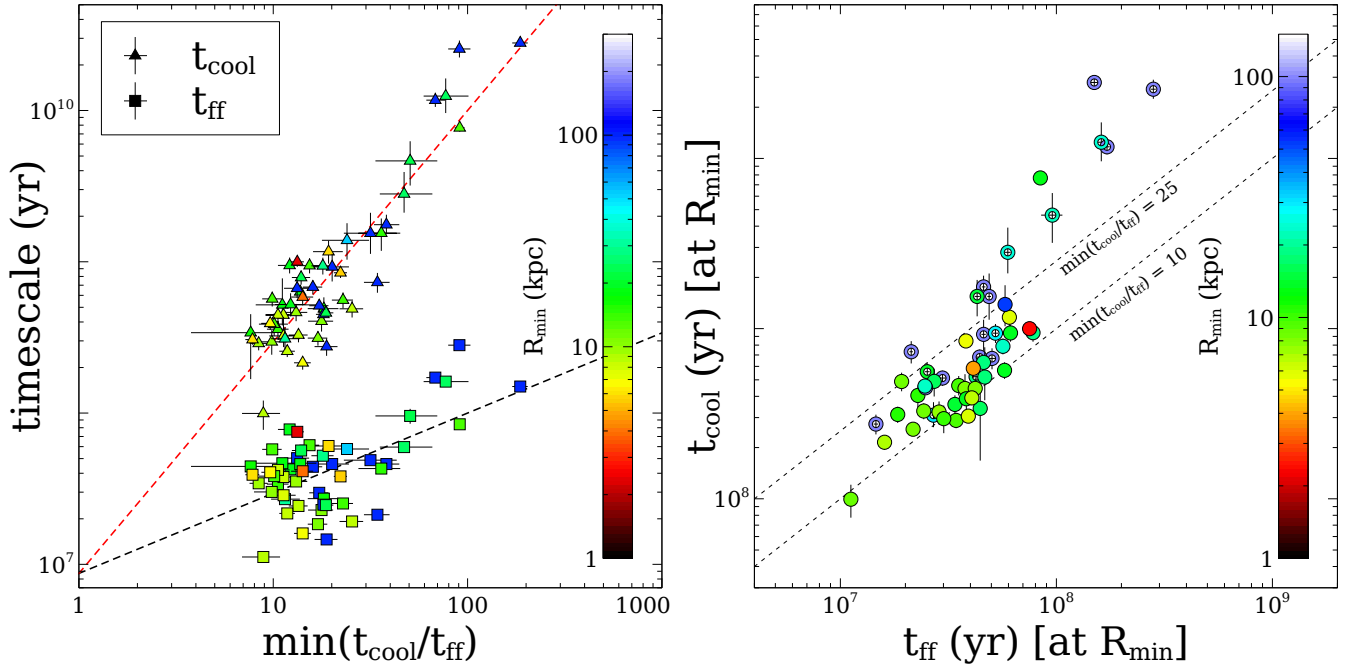 t_cool
t_ff
timescale (yr)
10^10
10^7
1
10
100
1000
min(t_cool/t_ff)
R_min (kpc)
100
10
1
t_cool (yr) [at R_min]
10^8
10^7
10^8
10^9
t_ff (yr) [at R_min]
min(t_cool/t_ff) = 25
min(t_cool/t_ff) = 10
R_min (kpc)
100
10
1